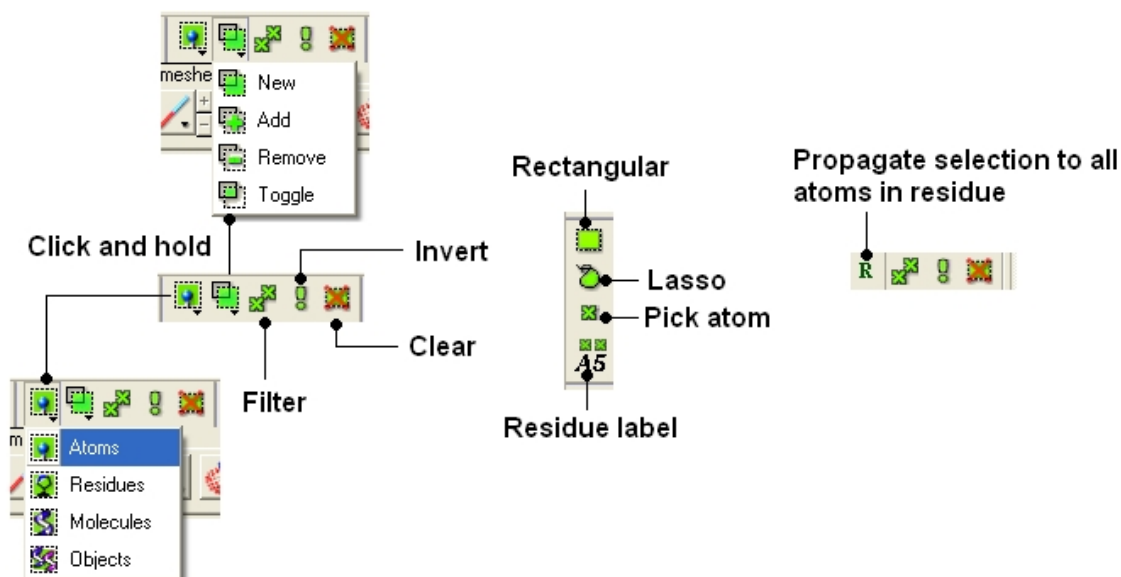 meshe
New
Add
Remove
Toggle
Click and hold
Invert
Clear
Filter
m
Atoms
Residues
Molecules
Objects
Rectangular
Lasso
Pick atom
A5
Residue label
Propagate selection to all
atoms in residue
R